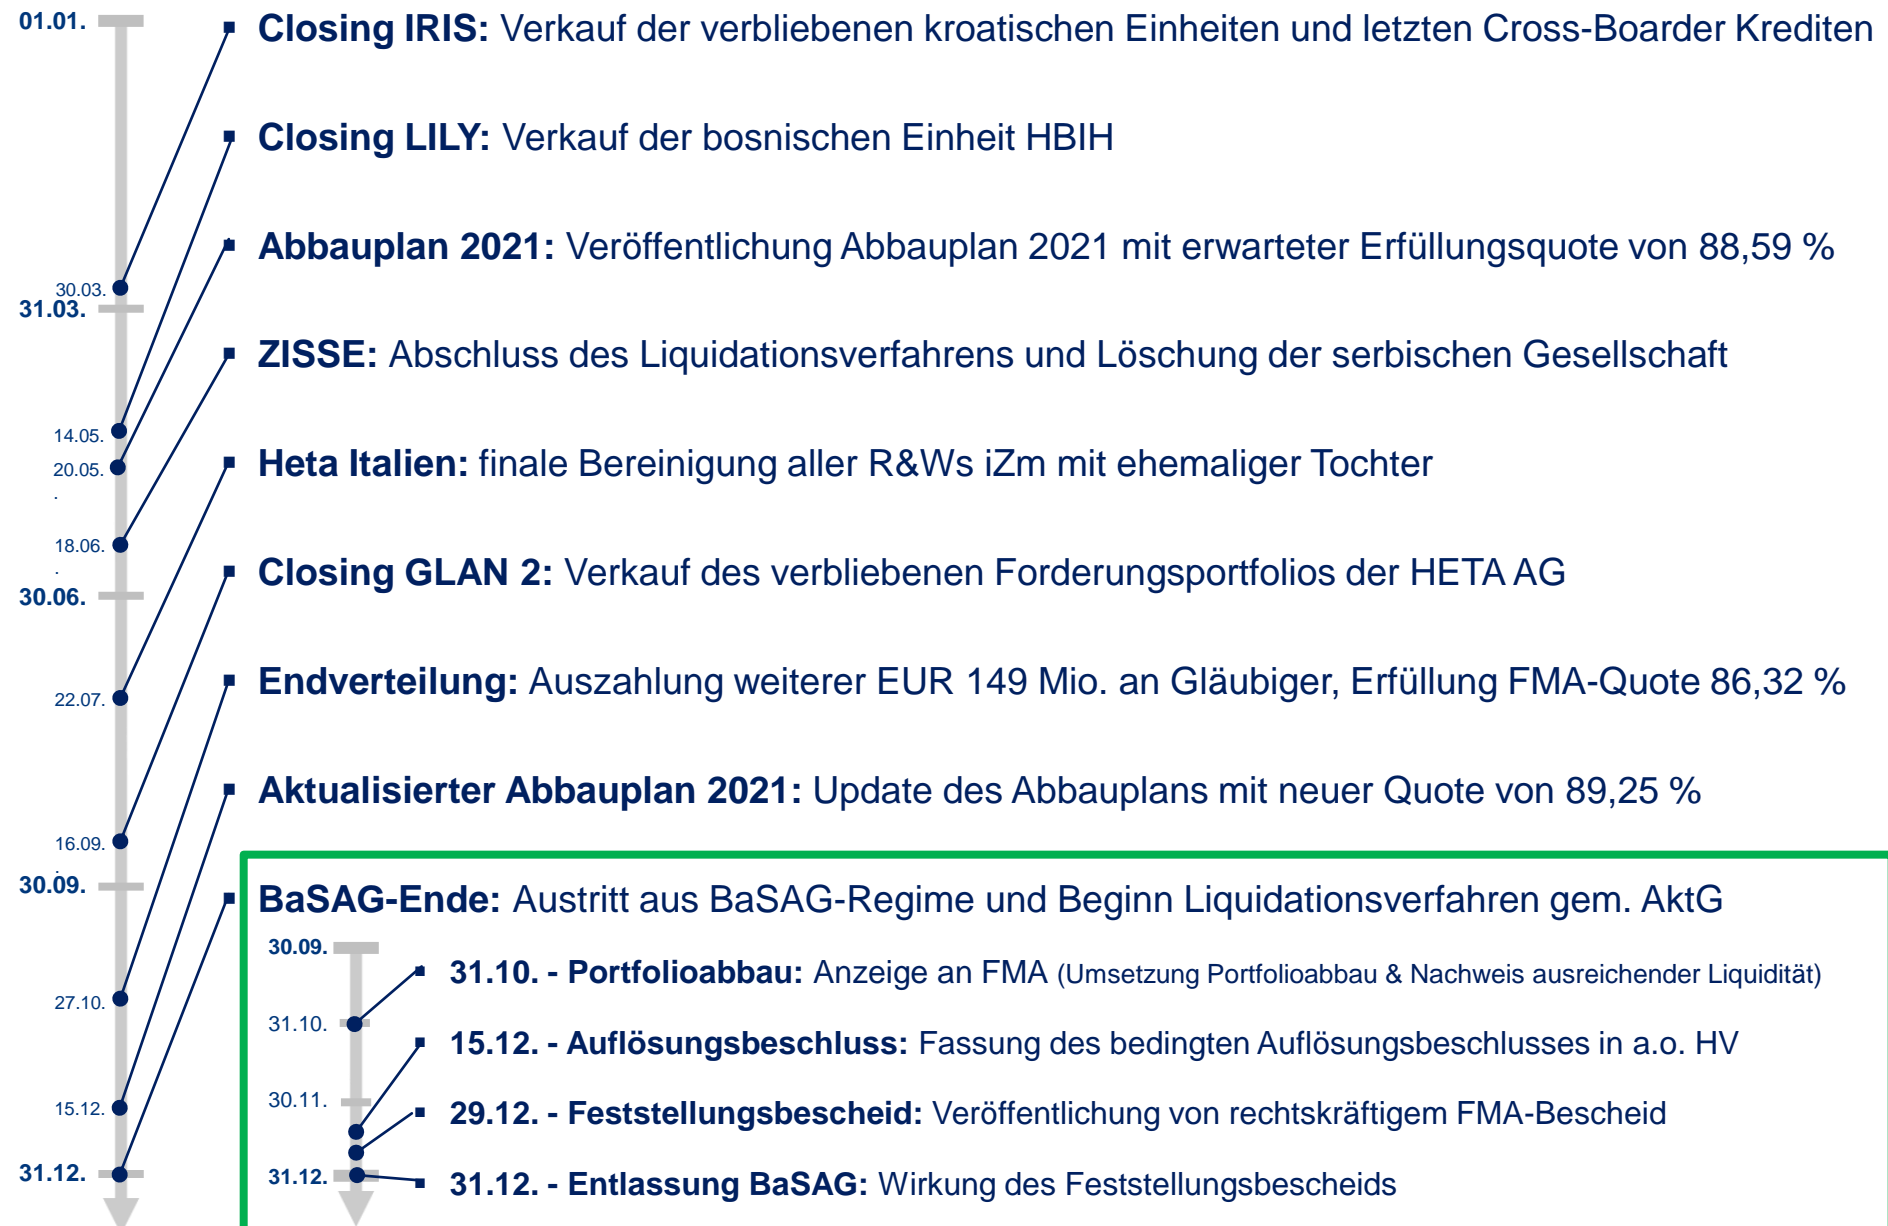 01.01.
Closing IRIS: Verkauf der verbliebenen kroatischen Einheiten und letzten Cross-Boarder Krediten
Closing LILY: Verkauf der bosnischen Einheit HBIH
Abbauplan 2021: Veröffentlichung Abbauplan 2021 mit erwarteter Erfüllungsquote von 88,59 %
30.03.
31.03.
ZISSE: Abschluss des Liquidationsverfahrens und Löschung der serbischen Gesellschaft
14.05.
20.05.
.
Heta Italien: finale Bereinigung aller R&Ws iZm mit ehemaliger Tochter
18.06.
.
30.06.
Closing GLAN 2: Verkauf des verbliebenen Forderungsportfolios der HETA AG
22.07.
Endverteilung: Auszahlung weiterer EUR 149 Mio. an Gläubiger, Erfüllung FMA-Quote 86,32 %
Aktualisierter Abbauplan 2021: Update des Abbauplans mit neuer Quote von 89,25 %
16.09.
.
30.09.
BaSAG-Ende: Austritt aus BaSAG-Regime und Beginn Liquidationsverfahren gem. AktG
30.09.
31.10. - Portfolioabbau: Anzeige an FMA (Umsetzung Portfolioabbau & Nachweis ausreichender Liquidität)
27.10.
31.10.
15.12. - Auflösungsbeschluss: Fassung des bedingten Auflösungsbeschlusses in a.o. HV
15.12.
30.11.
29.12. - Feststellungsbescheid: Veröffentlichung von rechtskräftigem FMA-Bescheid
31.12.
31.12.
31.12. - Entlassung BaSAG: Wirkung des Feststellungsbescheids